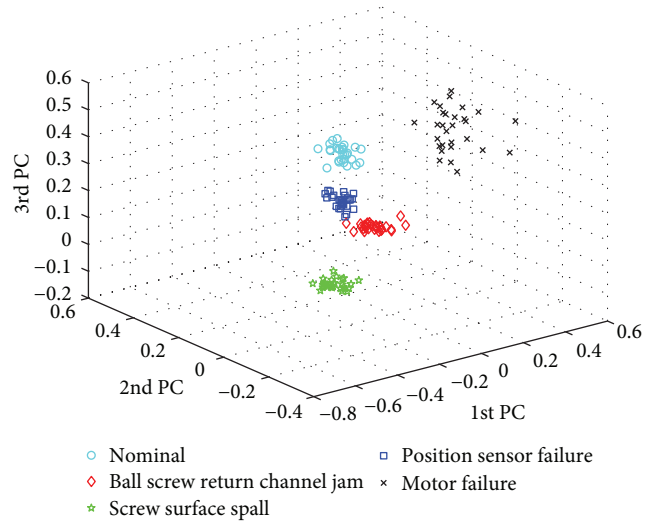 0.6
0.5
0.4
0.3
0.2
0.1
0
−0.1
−0.2
3rd PC
0.6
0.4
0.2
0
−0.2
−0.4
2nd PC
−0.8
−0.6
−0.4
−0.2
0
0.2
0.4
0.6
1st PC
Nominal
Position sensor failure
Ball screw return channel jam
Motor failure
Screw surface spall